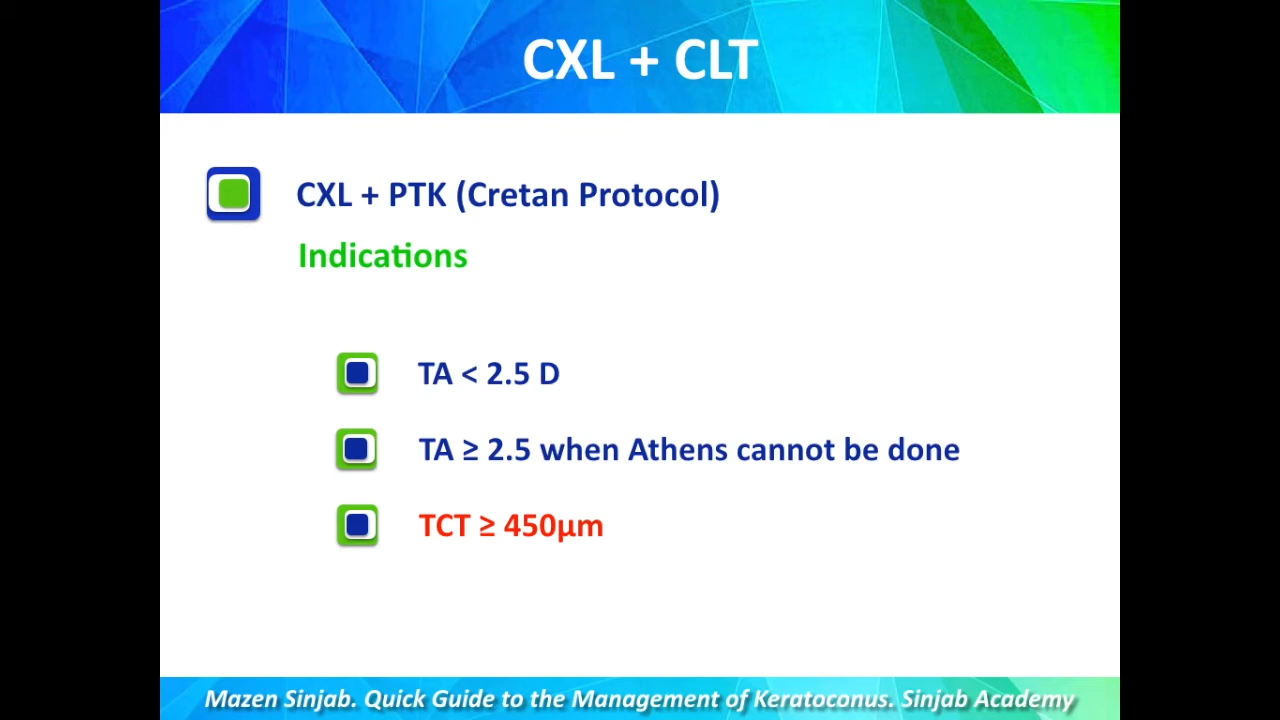 CXL + CLT
CXL + PTK (Cretan Protocol)
Indications
TA < 2.5 D
TA ≥ 2.5 when Athens cannot be done
TCT ≥ 450µm
Mazen Sinjab. Quick Guide to the Management of Keratoconus. Sinjab Academy